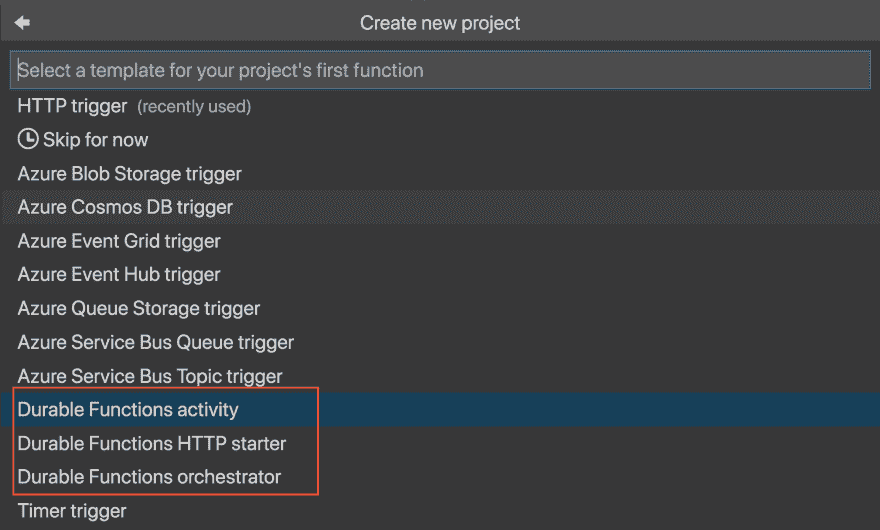 Create new project
Select a template for your project's first function
HTTP trigger (recently used)
Skip for now
Azure Blob Storage trigger
Azure Cosmos DB trigger
Azure Event Grid trigger
Azure Event Hub trigger
Azure Queue Storage trigger
Azure Service Bus Queue trigger
Azure Service Bus Topic trigger
Durable Functions activity
Durable Functions HTTP starter
Durable Functions orchestrator
Timer trigger